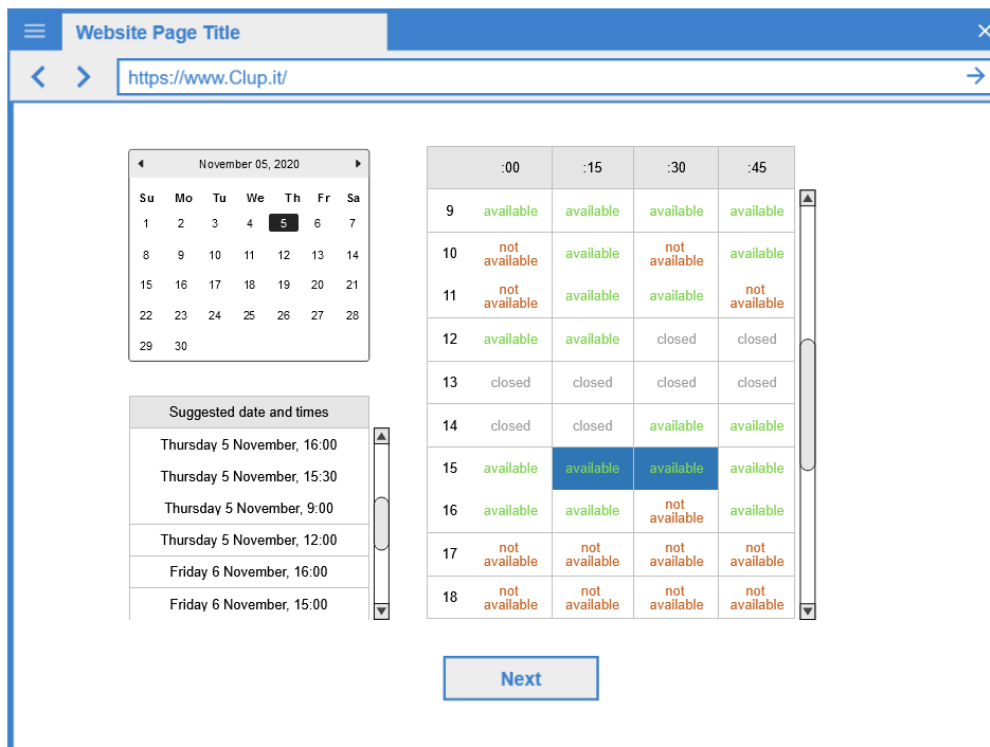 Website Page Title
https://www.Clup.it/
November 05, 2020
Su Mo Tu We Th Fr Sa
1 2 3 4 5 6 7
8 9 10 11 12 13 14
15 16 17 18 19 20 21
22 23 24 25 26 27 28
29 30
Suggested date and times
Thursday 5 November, 16:00
Thursday 5 November, 15:30
Thursday 5 November, 9:00
Thursday 5 November, 12:00
Friday 6 November, 16:00
Friday 6 November, 15:00
:00 :15 :30 :45
9 available available available available
10 not available available not available available
11 not available available available not available
12 available available closed closed
13 closed closed closed closed
14 closed closed available available
15 available available available available
16 available available not available available
17 not available not available not available not available
18 not available not available not available not available
Next